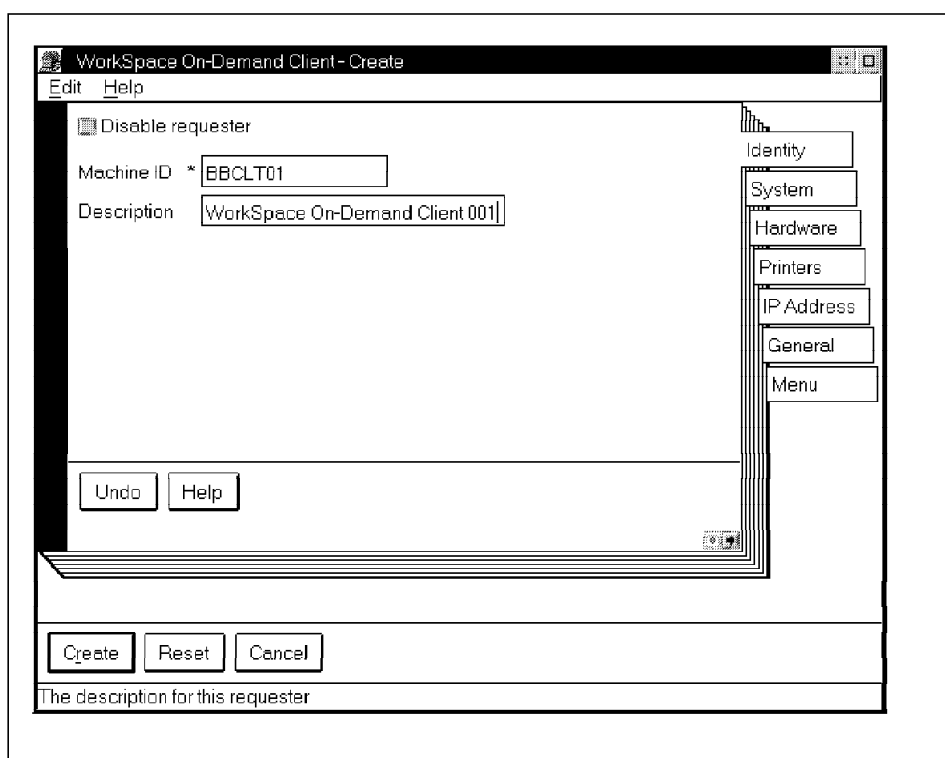 WorkSpace On-Demand Client - Create
Edit Help
Disable requester
Machine ID * BBCLT01
Description WorkSpace On-Demand Client 001
Identity
System
Hardware
Printers
IP Address
General
Menu
Undo Help
Create Reset Cancel
The description for this requester